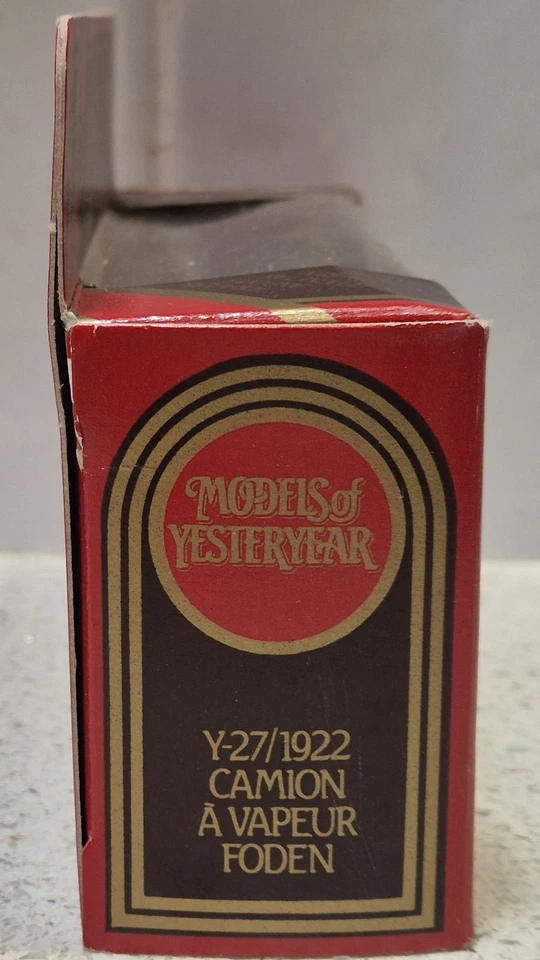 MODELS of
YESTERYEAR
Y-27/1922
CAMION
À VAPEUR
FODEN